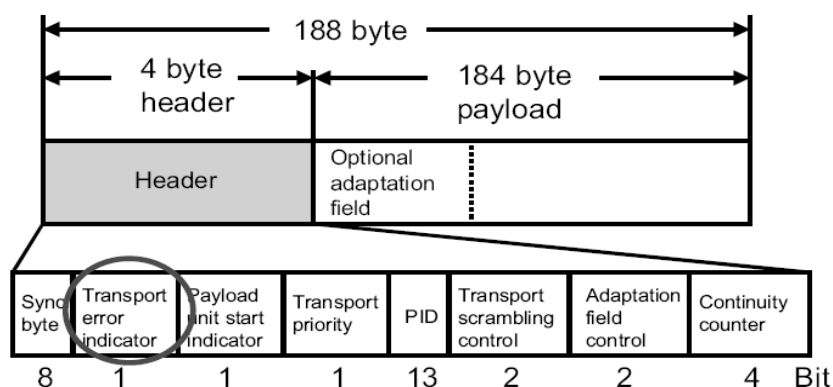 188 byte
4 byte
header
184 byte
payload
Header
Optional
adaptation
field
Sync
byte
Transport
error
indicator
Payload
unit start
indicator
Transport
priority
PID
Transport
scrambling
control
Adaptation
field
control
Continuity
counter
8 1 1 1 13 2 2 4 Bit